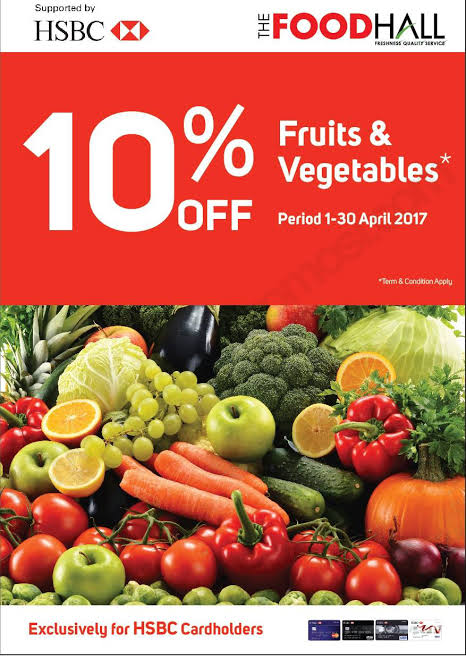 Supported by
HSBC
THE FOODHALL
FRESHNESS QUALITY SERVICE
10% OFF
Fruits &
Vegetables*
Period 1-30 April 2017
*Term & Condition Apply
Exclusively for HSBC Cardholders